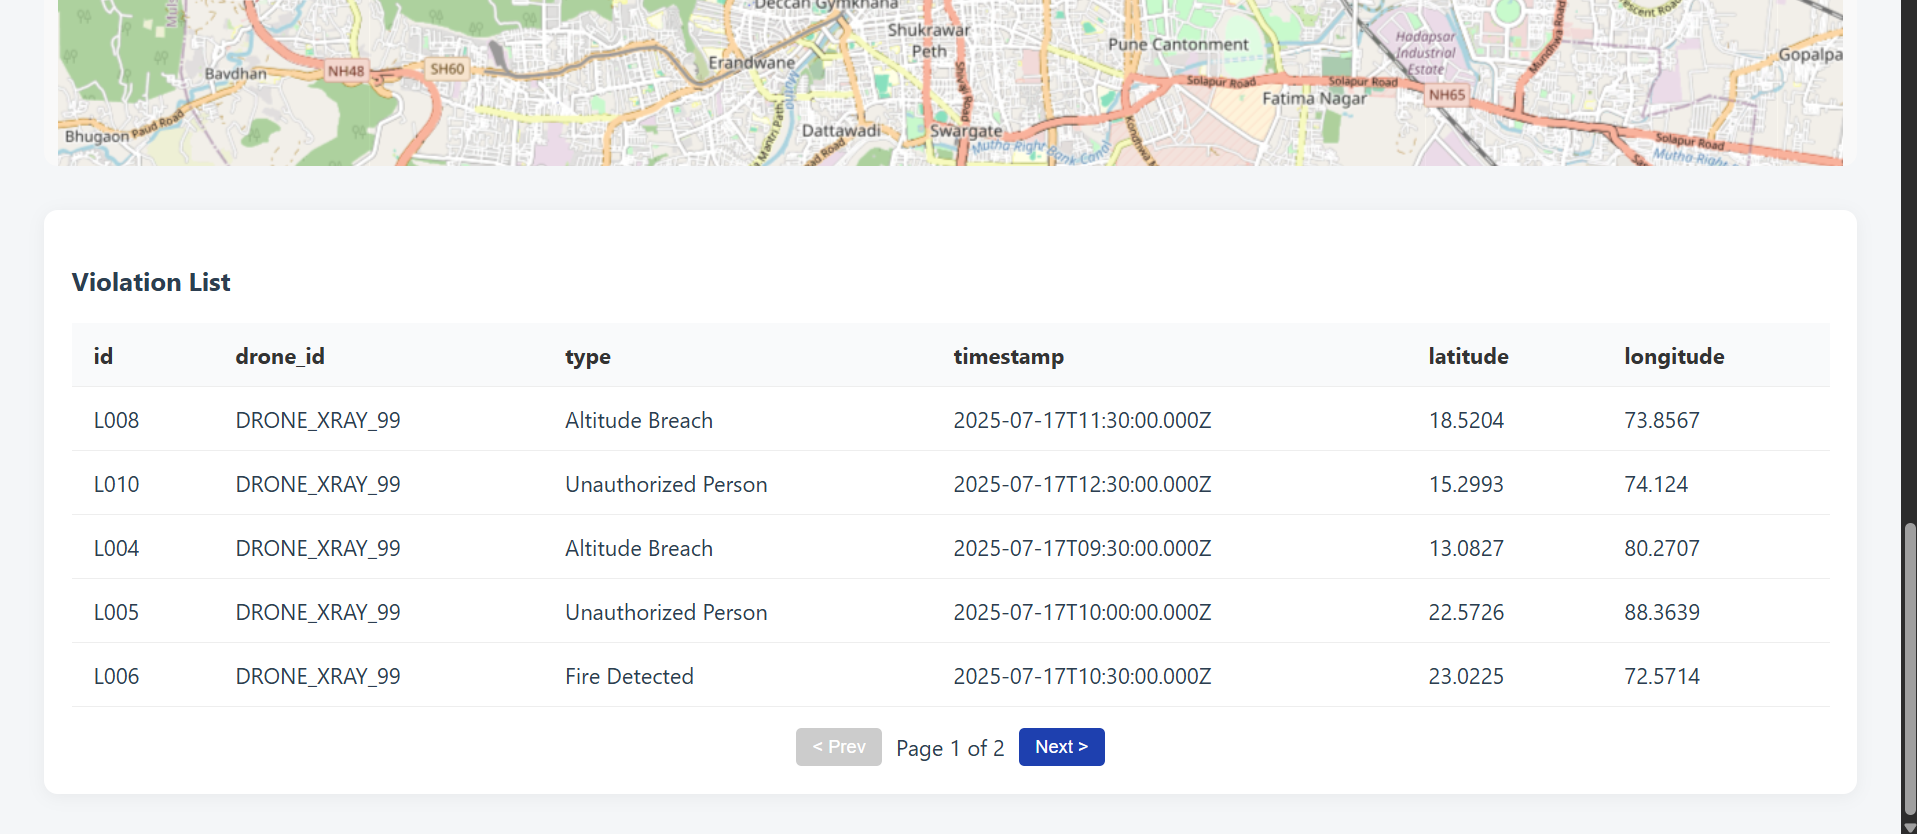 Deccan Gymkhana
Shukrawar
Peth
Pune Cantonment
Hadapsar
Industrial
Estate
Gopalpa
Bavdhan
NH48
SH60
Erandwane
Shivaji Road
Solapur Road
Solapur Road
NH65
Mundhwa Road
Fatima Nagar
Bhugaon
Paud Road
Mantri Path
Dattawadi
Swargate
Mutha Right Bank Canal
Solapur Road
Mutha Right
Violation List
id drone_id type timestamp latitude longitude
L008 DRONE_XRAY_99 Altitude Breach 2025-07-17T11:30:00.000Z 18.5204 73.8567
L010 DRONE_XRAY_99 Unauthorized Person 2025-07-17T12:30:00.000Z 15.2993 74.124
L004 DRONE_XRAY_99 Altitude Breach 2025-07-17T09:30:00.000Z 13.0827 80.2707
L005 DRONE_XRAY_99 Unauthorized Person 2025-07-17T10:00:00.000Z 22.5726 88.3639
L006 DRONE_XRAY_99 Fire Detected 2025-07-17T10:30:00.000Z 23.0225 72.5714
< Prev Page 1 of 2 Next >